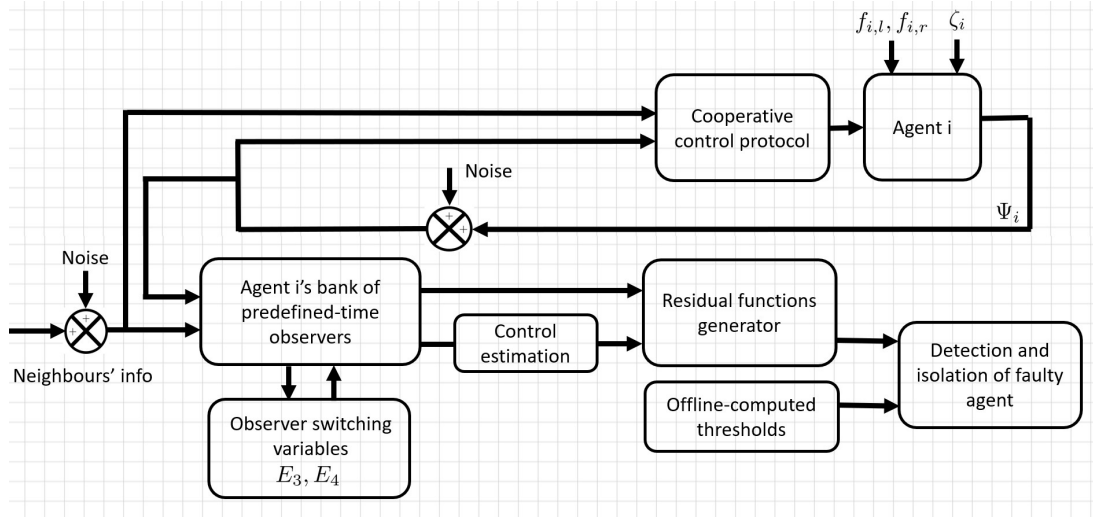 f_{i,l}, f_{i,r}
ζ_i
Cooperative
control protocol
Agent i
Noise
+
+
Ψ_i
Noise
+
+
Neighbours' info
Agent i's bank of
predefined-time
observers
Control
estimation
Residual functions
generator
Detection and
isolation of faulty
agent
Offline-computed
thresholds
Observer switching
variables
E_3, E_4